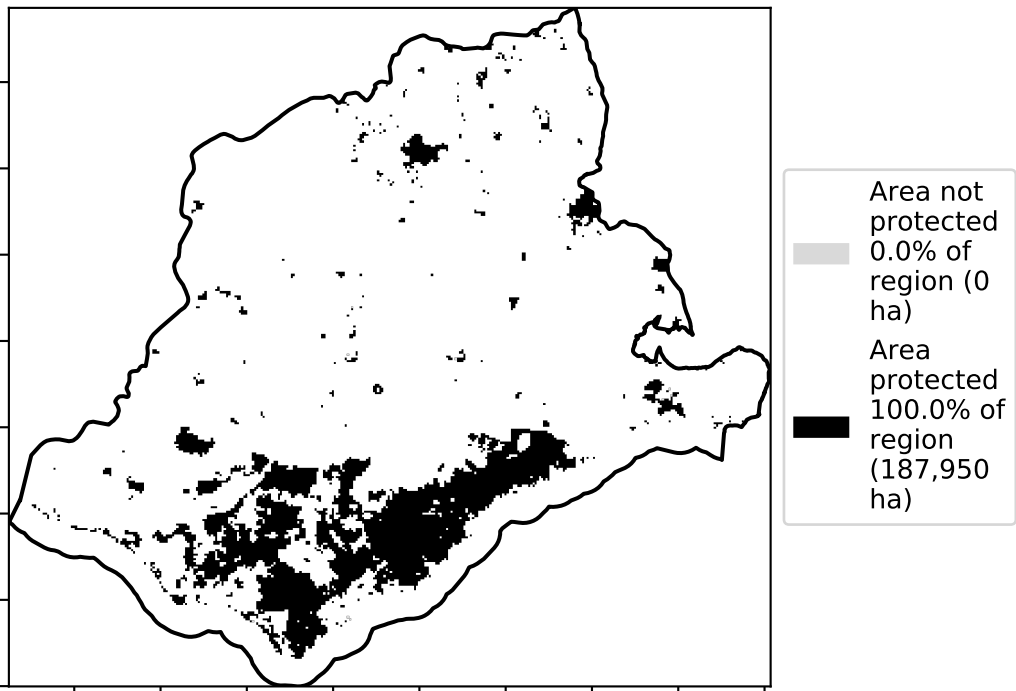 Area not
protected
0.0% of
region (0
ha)
Area
protected
100.0% of
region
(187,950
ha)